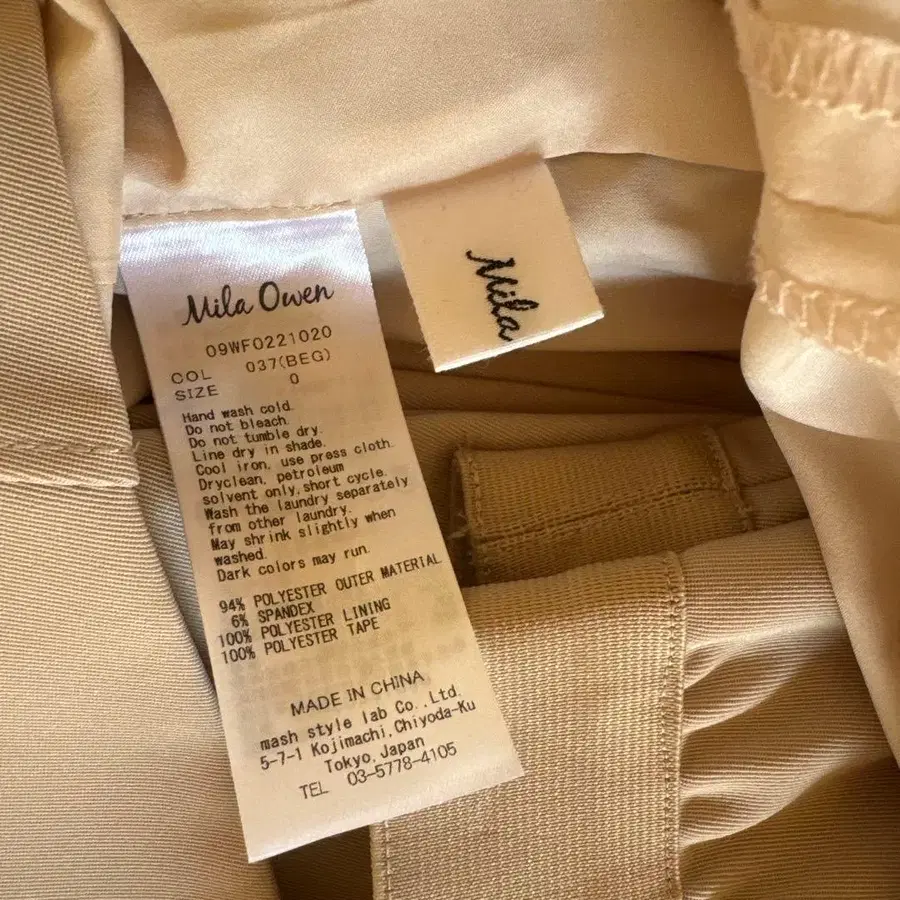 Mila Owen
09WF0221020
COL 037(BEG)
SIZE 0
Hand wash cold.
Do not bleach.
Do not tumble dry.
Line dry in shade.
Cool iron, use press cloth.
Dryclean, petroleum
solvent only, short cycle.
Wash the laundry separately
from other laundry.
May shrink slightly when
washed.
Dark colors may run.
94% POLYESTER OUTER MATERIAL
6% SPANDEX
100% POLYESTER LINING
100% POLYESTER TAPE
MADE IN CHINA
mash style lab Co.,Ltd.
5-7-1 Kojimachi,Chiyoda-Ku
Tokyo,Japan
TEL 03-5778-4105
Mila